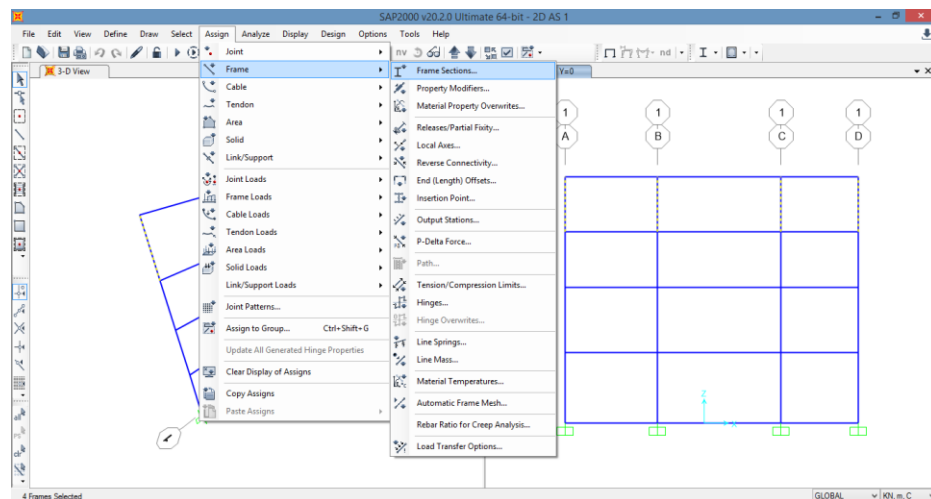 SAP2000 v20.2.0 Ultimate 64-bit - 2D AS 1
File Edit View Define Draw Select Assign Analyze Display Design Options Tools Help
nv
nd
3-D View
Y=0
Joint
Frame
Cable
Tendon
Area
Solid
Link/Support
Joint Loads
Frame Loads
Cable Loads
Tendon Loads
Area Loads
Solid Loads
Link/Support Loads
Joint Patterns...
Assign to Group... Ctrl+Shift+G
Update All Generated Hinge Properties
Clear Display of Assigns
Copy Assigns
Paste Assigns
Frame Sections...
Property Modifiers...
Material Property Overwrites...
Releases/Partial Fixity...
Local Axes...
Reverse Connectivity...
End (Length) Offsets...
Insertion Point...
Output Stations...
P-Delta Force...
Path...
Tension/Compression Limits...
Hinges...
Hinge Overwrites...
Line Springs...
Line Mass...
Material Temperatures...
Automatic Frame Mesh...
Rebar Ratio for Creep Analysis...
Load Transfer Options...
1 1 1 1
A B C D
Z
X
4 Frames Selected
GLOBAL
KN, m, C